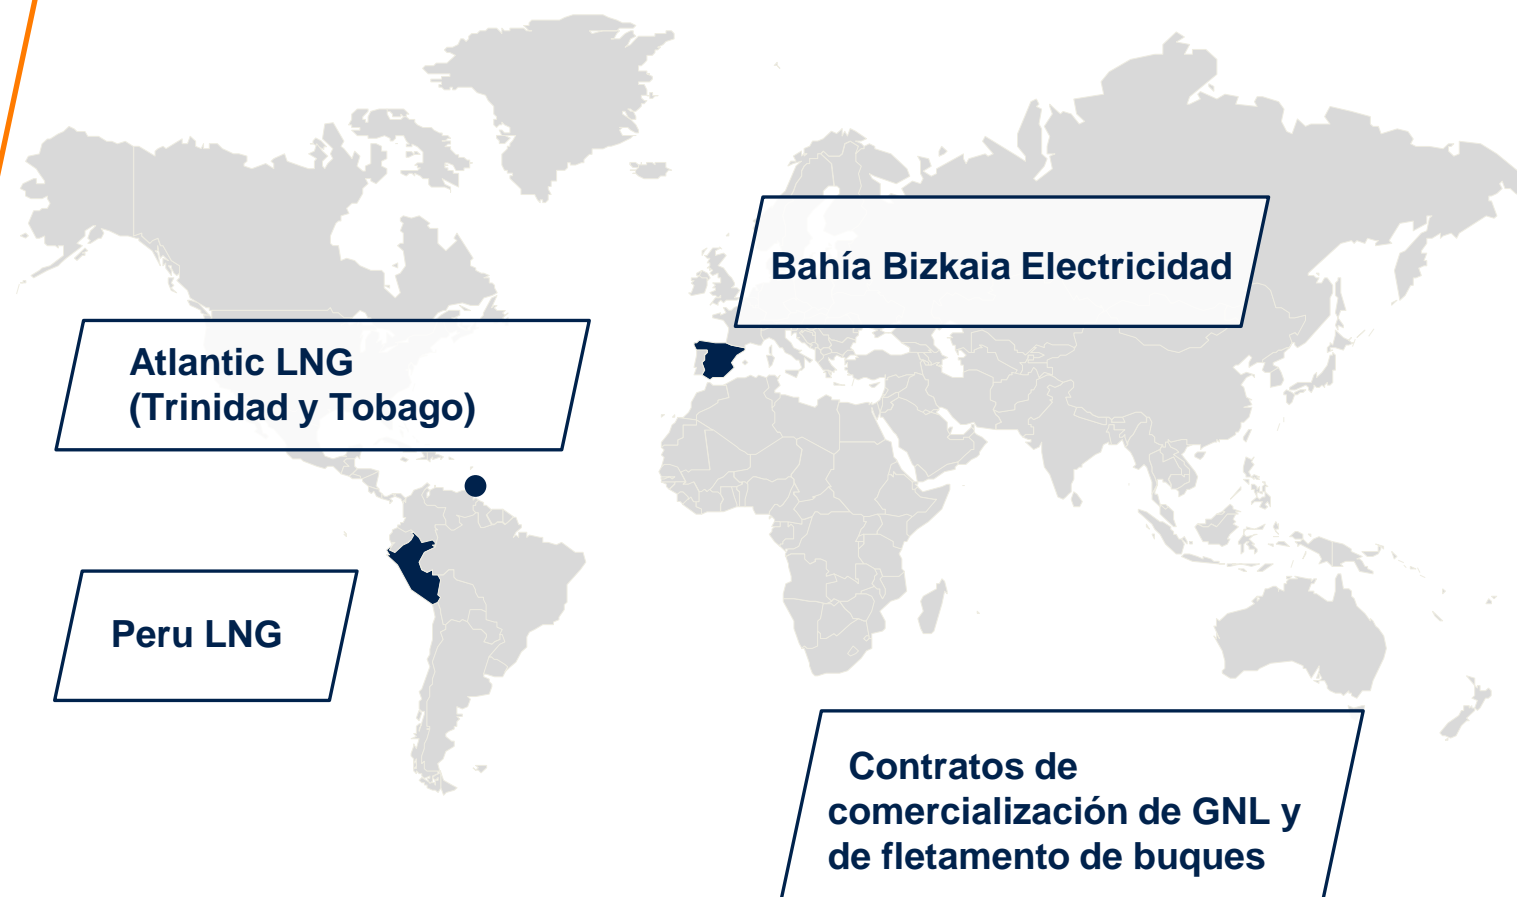 Bahía Bizkaia Electricidad
Atlantic LNG
(Trinidad y Tobago)
Peru LNG
Contratos de
comercialización de GNL y
de fletamento de buques